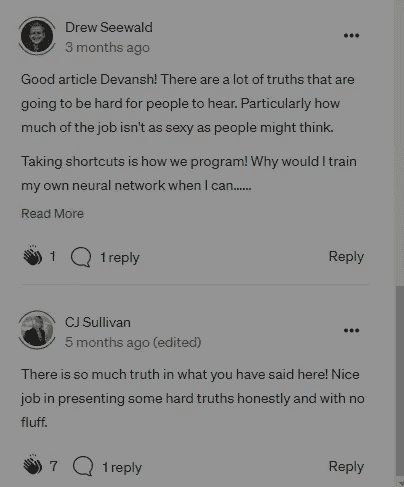 Drew Seewald
3 months ago
Good article Devansh! There are a lot of truths that are
going to be hard for people to hear. Particularly how
much of the job isn't as sexy as people might think.
Taking shortcuts is how we program! Why would I train
my own neural network when I can......
Read More
1 1 reply Reply
CJ Sullivan
5 months ago (edited)
There is so much truth in what you have said here! Nice
job in presenting some hard truths honestly and with no
fluff.
7 1 reply Reply